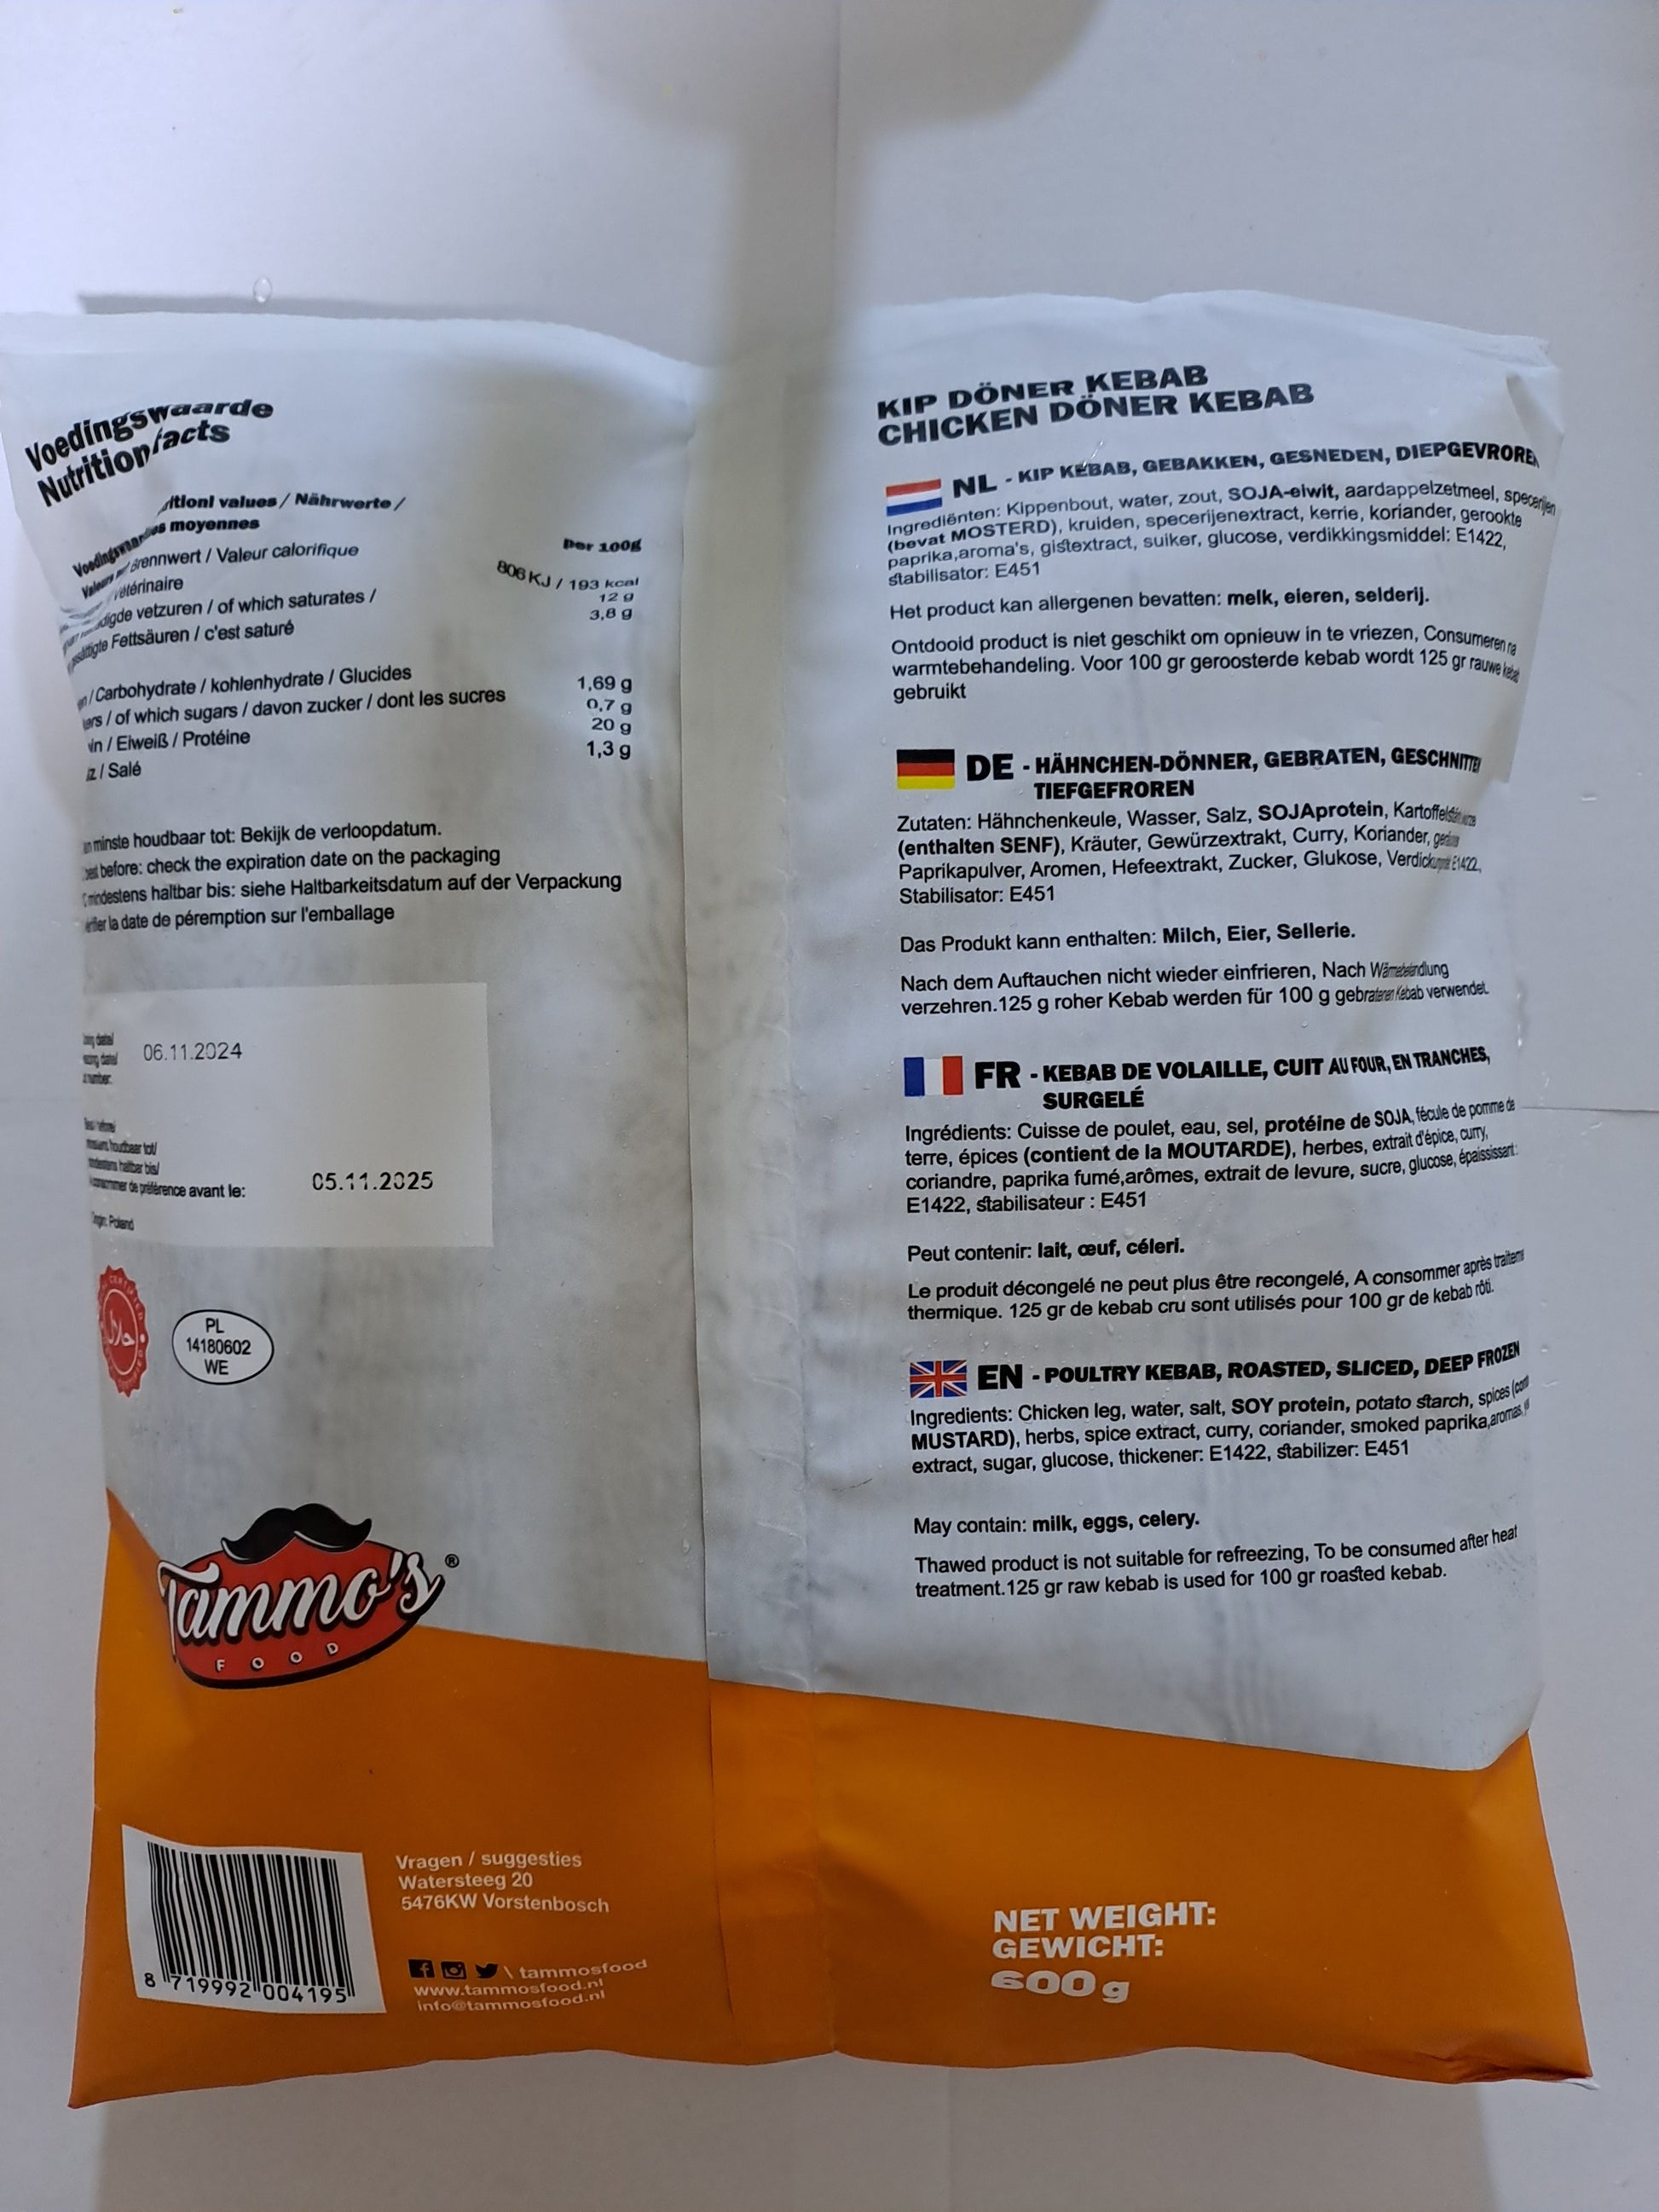 Voedingswaarde
Nutrition facts
values / Nährwerte /
moyennes
Brennwert / Valeur calorifique
vétérinaire
vetzuren / of which saturates /
Fettsäuren / c'est saturé
/ Carbohydrate / kohlenhydrate / Glucides
/ of which sugars / davon zucker / dont les sucres
/ Eiweiß / Protéine
/ Salé
per 100g
806 KJ / 193 kcal
12 g
3,8 g
1,69 g
0,7 g
20 g
1,3 g
minste houdbaar tot: Bekijk de verloopdatum.
before: check the expiration date on the packaging
mindestens haltbar bis: siehe Haltbarkeitsdatum auf der Verpackung
la date de péremption sur l'emballage
06.11.2024
houdbaar tot/
haltbar bis/
de préférence avant le:
05.11.2025
Poland
PL
14180602
WE
Tammo's ®
FOOD
8 719992 004195
Vragen / suggesties
Watersteeg 20
5476KW Vorstenbosch
\ tammosfood
www.tammosfood.nl
info@tammosfood.nl
KIP DÖNER KEBAB
CHICKEN DÖNER KEBAB
NL - KIP KEBAB, GEBAKKEN, GESNEDEN, DIEPGEVROREN
Ingrediënten: Kippenbout, water, zout, SOJA-eiwit, aardappelzetmeel, specerijen
(bevat MOSTERD), kruiden, specerijenextract, kerrie, koriander, gerookte
paprika,aroma's, gistextract, suiker, glucose, verdikkingsmiddel: E1422,
stabilisator: E451
Het product kan allergenen bevatten: melk, eieren, selderij.
Ontdooid product is niet geschikt om opnieuw in te vriezen, Consumeren na
warmtebehandeling. Voor 100 gr geroosterde kebab wordt 125 gr rauwe kebab
gebruikt
DE - HÄHNCHEN-DÖNNER, GEBRATEN, GESCHNITTEN
TIEFGEFROREN
Zutaten: Hähnchenkeule, Wasser, Salz, SOJAprotein,
(enthalten SENF), Kräuter, Gewürzextrakt, Curry, Koriander,
Paprikapulver, Aromen, Hefeextrakt, Zucker, Glukose, E1422,
Stabilisator: E451
Das Produkt kann enthalten: Milch, Eier, Sellerie.
Nach dem Auftauchen nicht wieder einfrieren, Nach Wärmebehandlung
verzehren.125 g roher Kebab werden für 100 g gebratenen Kebab verwendet.
FR - KEBAB DE VOLAILLE, CUIT AU FOUR, EN TRANCHES,
SURGELÉ
Ingrédients: Cuisse de poulet, eau, sel, protéine de SOJA, fécule de pomme de
terre, épices (contient de la MOUTARDE), herbes, extrait d'épice, curry,
coriandre, paprika fumé,arômes, extrait de levure, sucre, glucose, épaississant:
E1422, stabilisateur : E451
Peut contenir: lait, œuf, céleri.
Le produit décongelé ne peut plus être recongelé, A consommer après
thermique. 125 gr de kebab cru sont utilisés pour 100 gr de kebab rôti.
EN - POULTRY KEBAB, ROASTED, SLICED, DEEP FROZEN
Ingredients: Chicken leg, water, salt, SOY protein, potato starch, spices
MUSTARD), herbs, spice extract, curry, coriander, smoked paprika,aromas,
extract, sugar, glucose, thickener: E1422, stabilizer: E451
May contain: milk, eggs, celery.
Thawed product is not suitable for refreezing, To be consumed after heat
treatment.125 gr raw kebab is used for 100 gr roasted kebab.
NET WEIGHT:
GEWICHT:
600 g